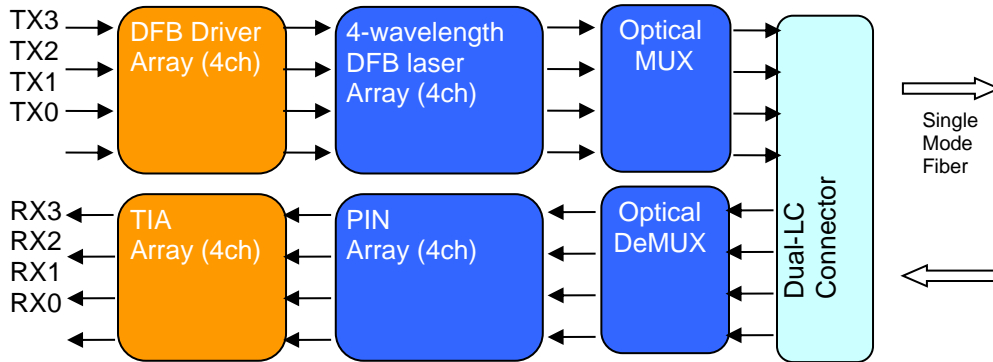 TX3
TX2
TX1
TX0
DFB Driver
Array (4ch)
4-wavelength
DFB laser
Array (4ch)
Optical
MUX
Single
Mode
Fiber
RX3
RX2
RX1
RX0
TIA
Array (4ch)
PIN
Array (4ch)
Optical
DeMUX
Dual-LC
Connector